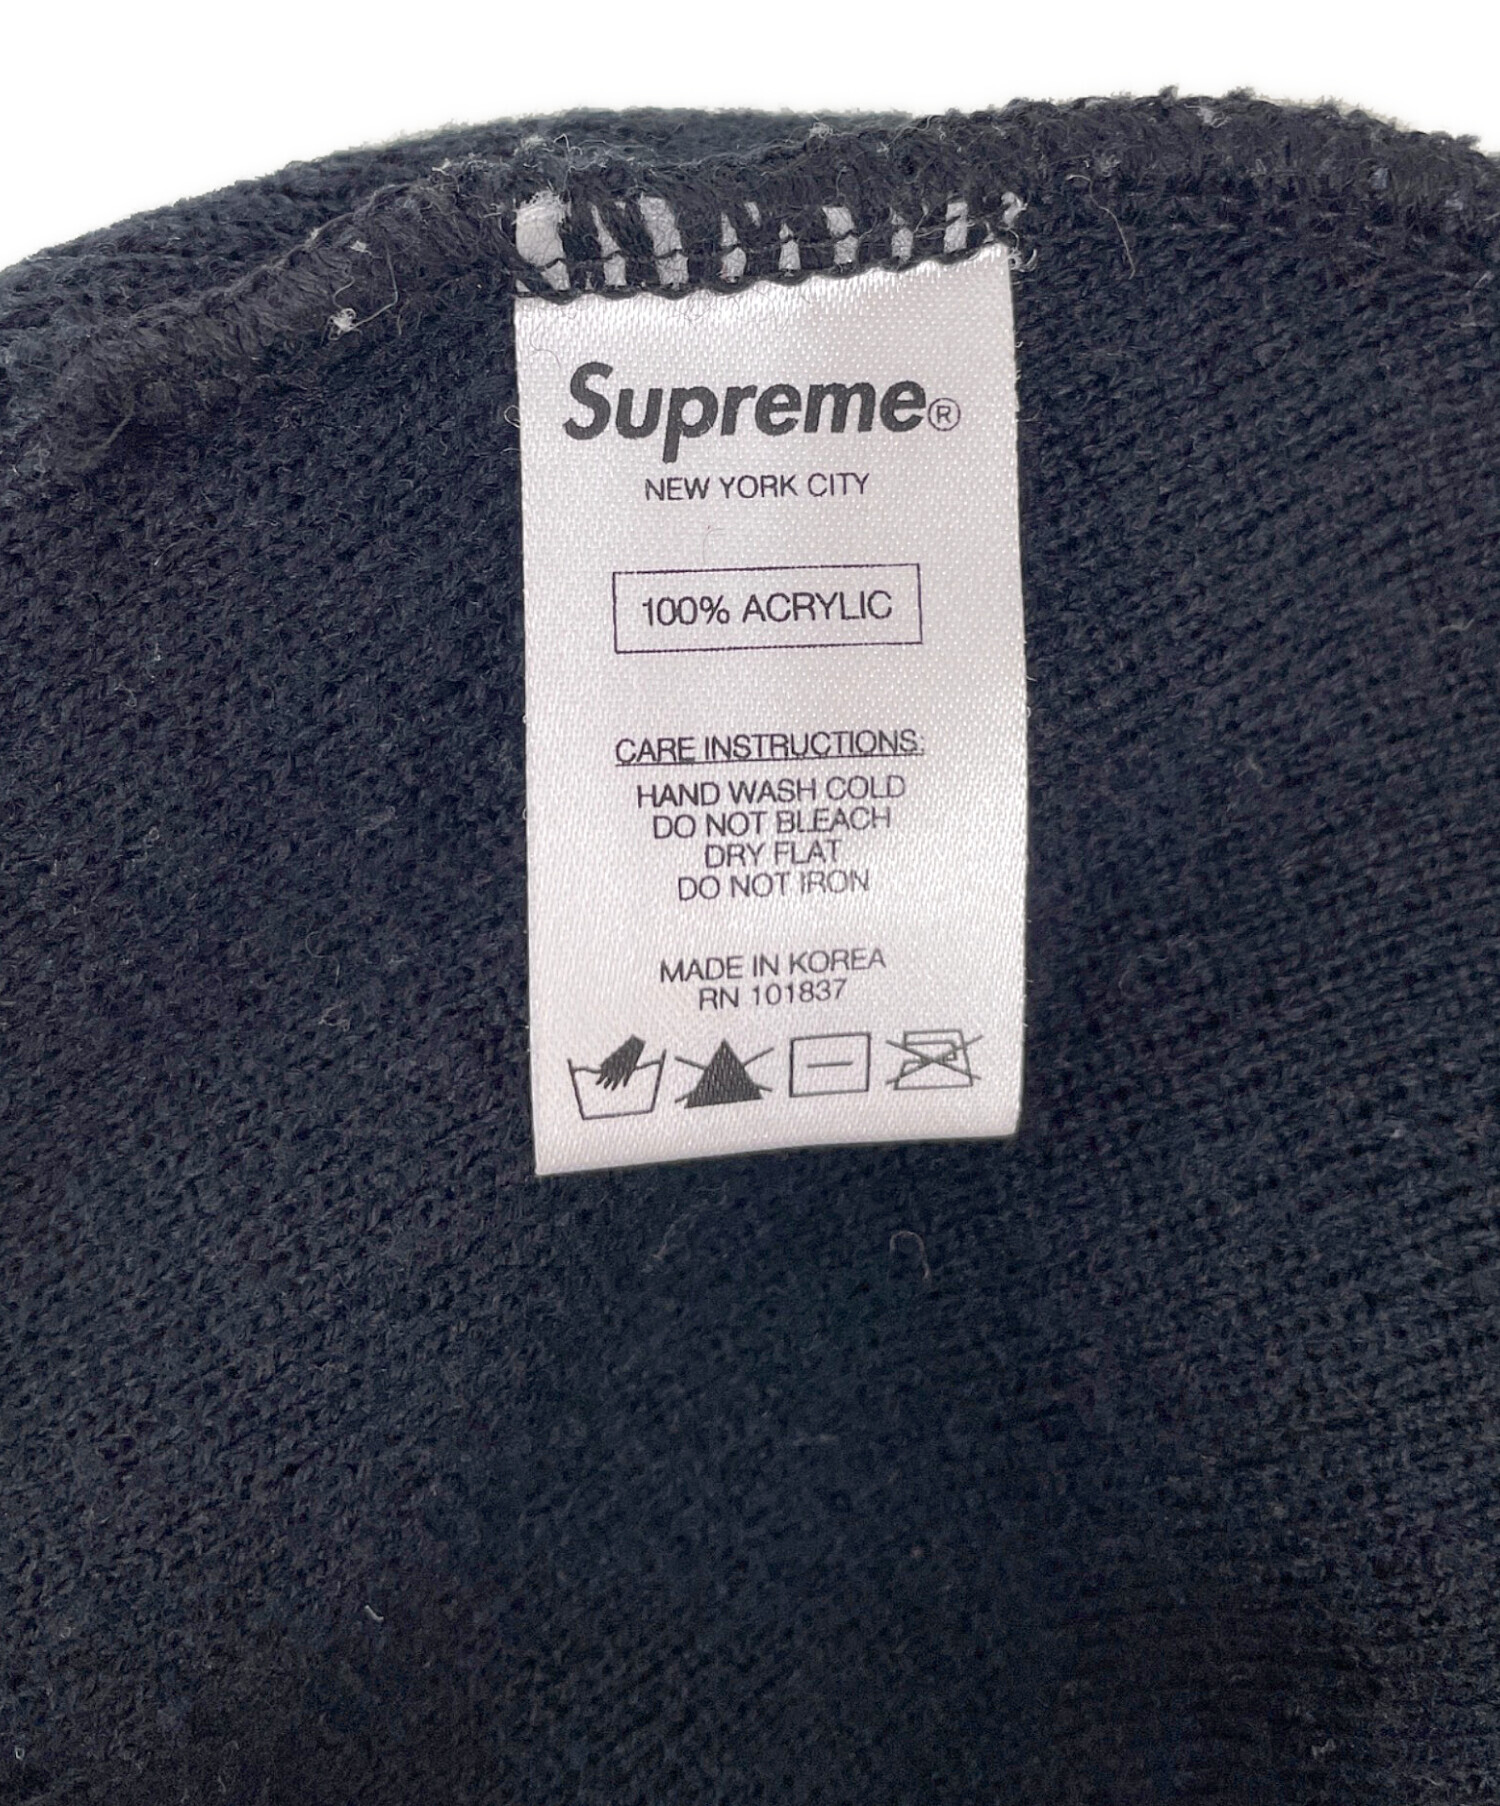 Supreme®
NEW YORK CITY
100% ACRYLIC
CARE INSTRUCTIONS:
HAND WASH COLD
DO NOT BLEACH
DRY FLAT
DO NOT IRON
MADE IN KOREA
RN 101837